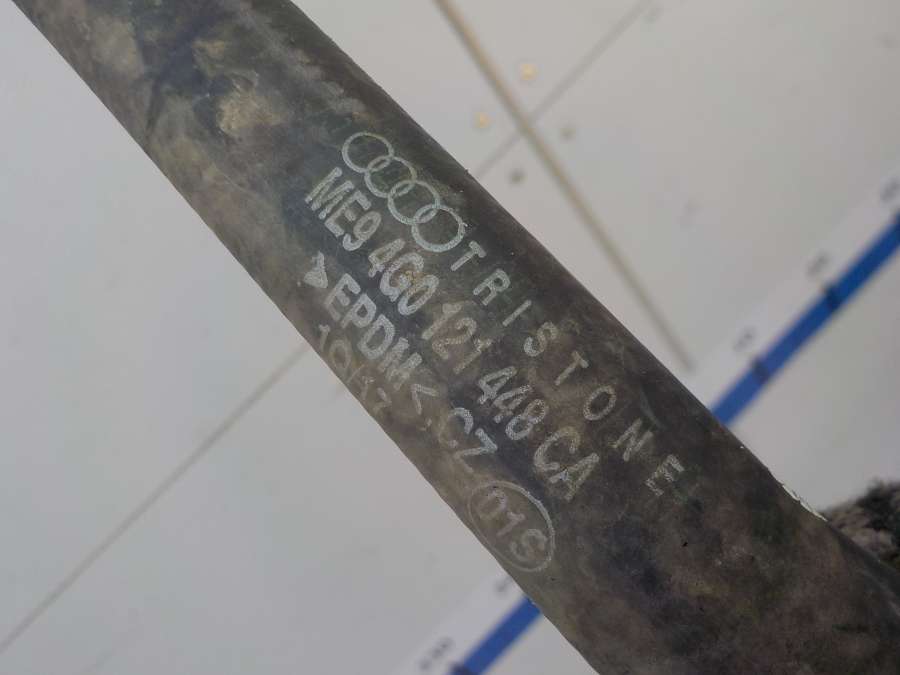 TRISTONE
ME9 4G0 121 448 CA
>EPDM< CZ
01S